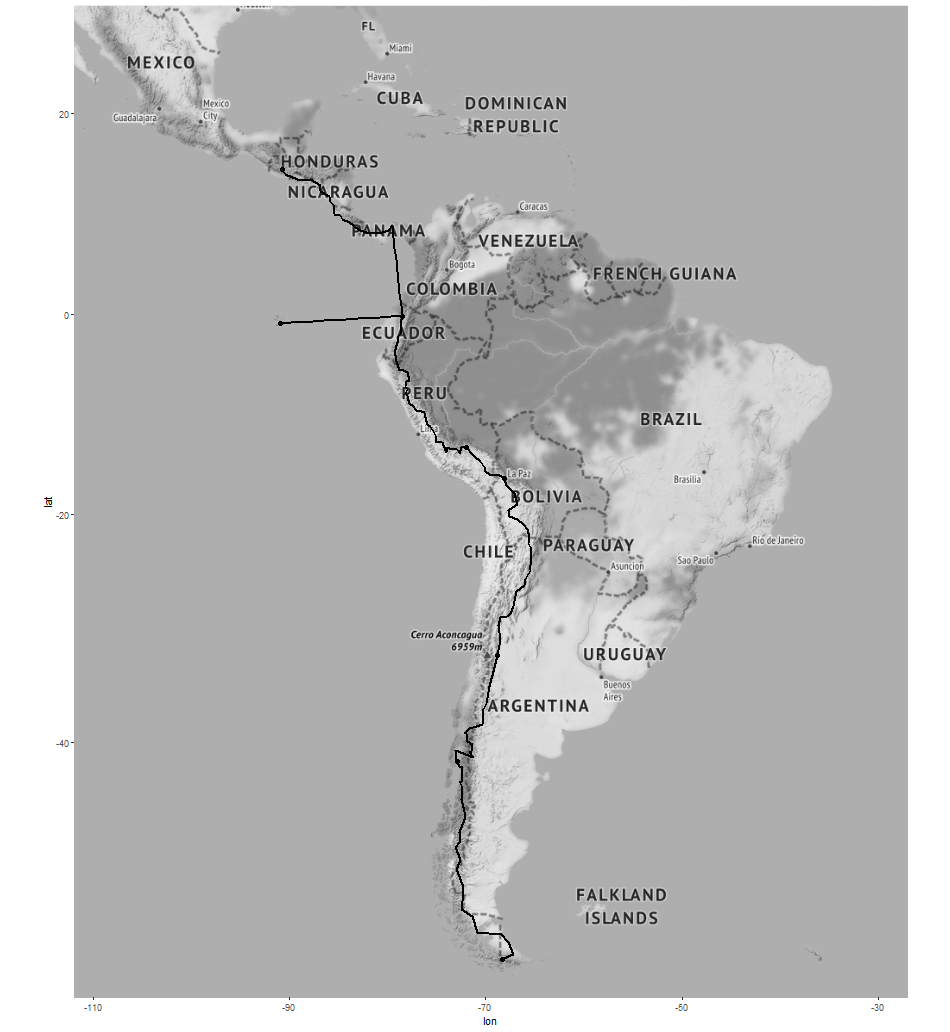 FL
Miami
MEXICO
Havana
CUBA
DOMINICAN
REPUBLIC
Mexico
City
Guadalajara
HONDURAS
NICARAGUA
Caracas
PANAMA
VENEZUELA
Bogota
FRENCH GUIANA
COLOMBIA
ECUADOR
PERU
BRAZIL
Lima
La Paz
Brasilia
BOLIVIA
CHILE
PARAGUAY
Rio de Janeiro
Sao Paulo
Asuncion
Cerro Aconcagua
6959m
URUGUAY
Buenos
Aires
ARGENTINA
FALKLAND
ISLANDS
20
0
-20
-40
lat
-110
-90
-70
-50
-30
lon